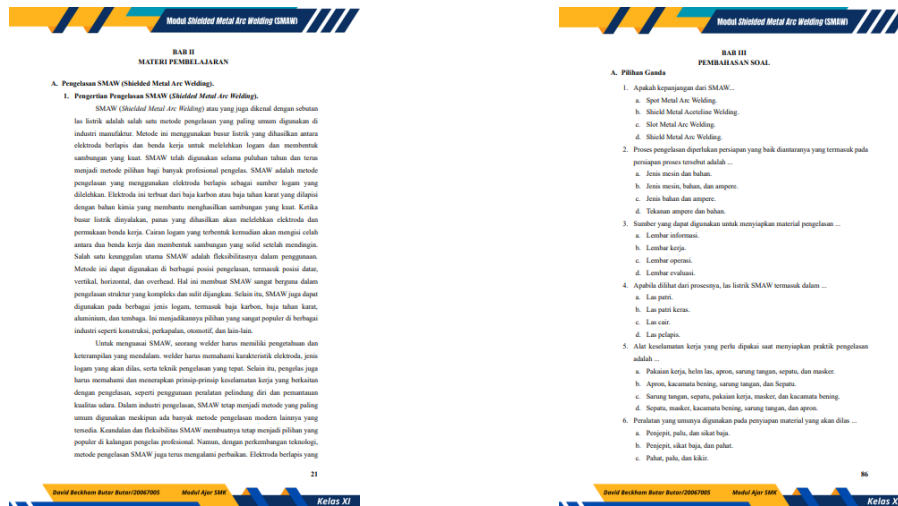 Modul Shielded Metal Arc Welding (SMAW)
BAB II
MATERI PEMBELAJARAN
A. Pengelasan SMAW (Shielded Metal Arc Welding).
1. Pengertian Pengelasan SMAW (Shielded Metal Arc Welding).
SMAW (Shielded Metal Arc Welding) atau yang juga dikenal dengan sebutan
las listrik adalah salah satu metode pengelasan yang paling umum digunakan di
industri manufaktur. Metode ini menggunakan busur listrik yang dihasilkan antara
elektroda berlapis dan benda kerja untuk melelehkan logam dan membentuk
sambungan yang kuat. SMAW telah digunakan selama puluhan tahun dan terus
menjadi metode pilihan bagi banyak profesional pengelas. SMAW adalah metode
pengelasan yang menggunakan elektroda berlapis sebagai sumber logam yang
dilelehkan. Elektroda ini terbuat dari baja karbon atau baja tahan karat yang dilapisi
dengan bahan kimia yang membantu menghasilkan sambungan yang kuat. Ketika
busur listrik dinyalakan, panas yang dihasilkan akan melelehkan elektroda dan
permukaan benda kerja. Cairan logam yang terbentuk kemudian akan mengisi celah
antara dua benda kerja dan membentuk sambungan yang solid setelah mendingin.
Salah satu keunggulan utama SMAW adalah fleksibilitasnya dalam penggunaan.
Metode ini dapat digunakan di berbagai posisi pengelasan, termasuk posisi datar,
vertikal, horizontal, dan overhead. Hal ini membuat SMAW sangat berguna dalam
pengelasan struktur yang kompleks dan sulit dijangkau. Selain itu, SMAW juga dapat
digunakan pada berbagai jenis logam, termasuk baja karbon, baja tahan karat,
aluminium, dan tembaga. Ini menjadikannya pilihan yang sangat populer di berbagai
industri seperti konstruksi, perkapalan, otomotif, dan lain-lain.
Untuk menguasai SMAW, seorang welder harus memiliki pengetahuan dan
keterampilan yang mendalam. welder harus memahami karakteristik elektroda, jenis
logam yang akan dilas, serta teknik pengelasan yang tepat. Selain itu, pengelas juga
harus memahami dan menerapkan prinsip-prinsip keselamatan kerja yang berkaitan
dengan pengelasan, seperti penggunaan peralatan pelindung diri dan pemantauan
kualitas udara. Dalam industri pengelasan, SMAW tetap menjadi metode yang paling
umum digunakan meskipun ada banyak metode pengelasan modern lainnya yang
tersedia. Keandalan dan fleksibilitas SMAW membuatnya tetap menjadi pilihan yang
populer di kalangan pengelas profesional. Namun, dengan perkembangan teknologi,
metode pengelasan SMAW juga terus mengalami perbaikan. Elektroda berlapis yang
21
David Beckham Butar Butar/20067005 Modul Ajar SMK
Kelas XI
Modul Shielded Metal Arc Welding (SMAW)
BAB III
PEMBAHASAN SOAL
A. Pilihan Ganda
1. Apakah kepanjangan dari SMAW...
a. Spot Metal Arc Welding.
b. Shield Metal Aceteline Welding.
c. Slot Metal Arc Welding.
d. Shield Metal Arc Welding.
2. Proses pengelasan diperlukan persiapan yang baik diantaranya yang termasuk pada
persiapan proses tersebut adalah ...
a. Jenis mesin dan bahan.
b. Jenis mesin, bahan, dan ampere.
c. Jenis bahan dan ampere.
d. Tekanan ampere dan bahan.
3. Sumber yang dapat digunakan untuk menyiapkan material pengelasan ...
a. Lembar informasi.
b. Lembar kerja.
c. Lembar operasi.
d. Lembar evaluasi.
4. Apabila dilihat dari prosesnya, las listrik SMAW termasuk dalam ...
a. Las patri.
b. Las patri keras.
c. Las cair.
d. Las pelapis.
5. Alat keselamatan kerja yang perlu dipakai saat menyiapkan praktik pengelasan
adalah ...
a. Pakaian kerja, helm las, apron, sarung tangan, sepatu, dan masker.
b. Apron, kacamata bening, sarung tangan, dan Sepatu.
c. Sarung tangan, sepatu, pakaian kerja, masker, dan kacamata bening.
d. Sepatu, masker, kacamata bening, sarung tangan, dan apron.
6. Peralatan yang umunya digunakan pada penyiapan material yang akan dilas ...
a. Penjepit, palu, dan sikat baja.
b. Penjepit, sikat baja, dan pahat.
c. Pahat, palu, dan kikir.
86
David Beckham Butar Butar/20067005 Modul Ajar SMK
Kelas X